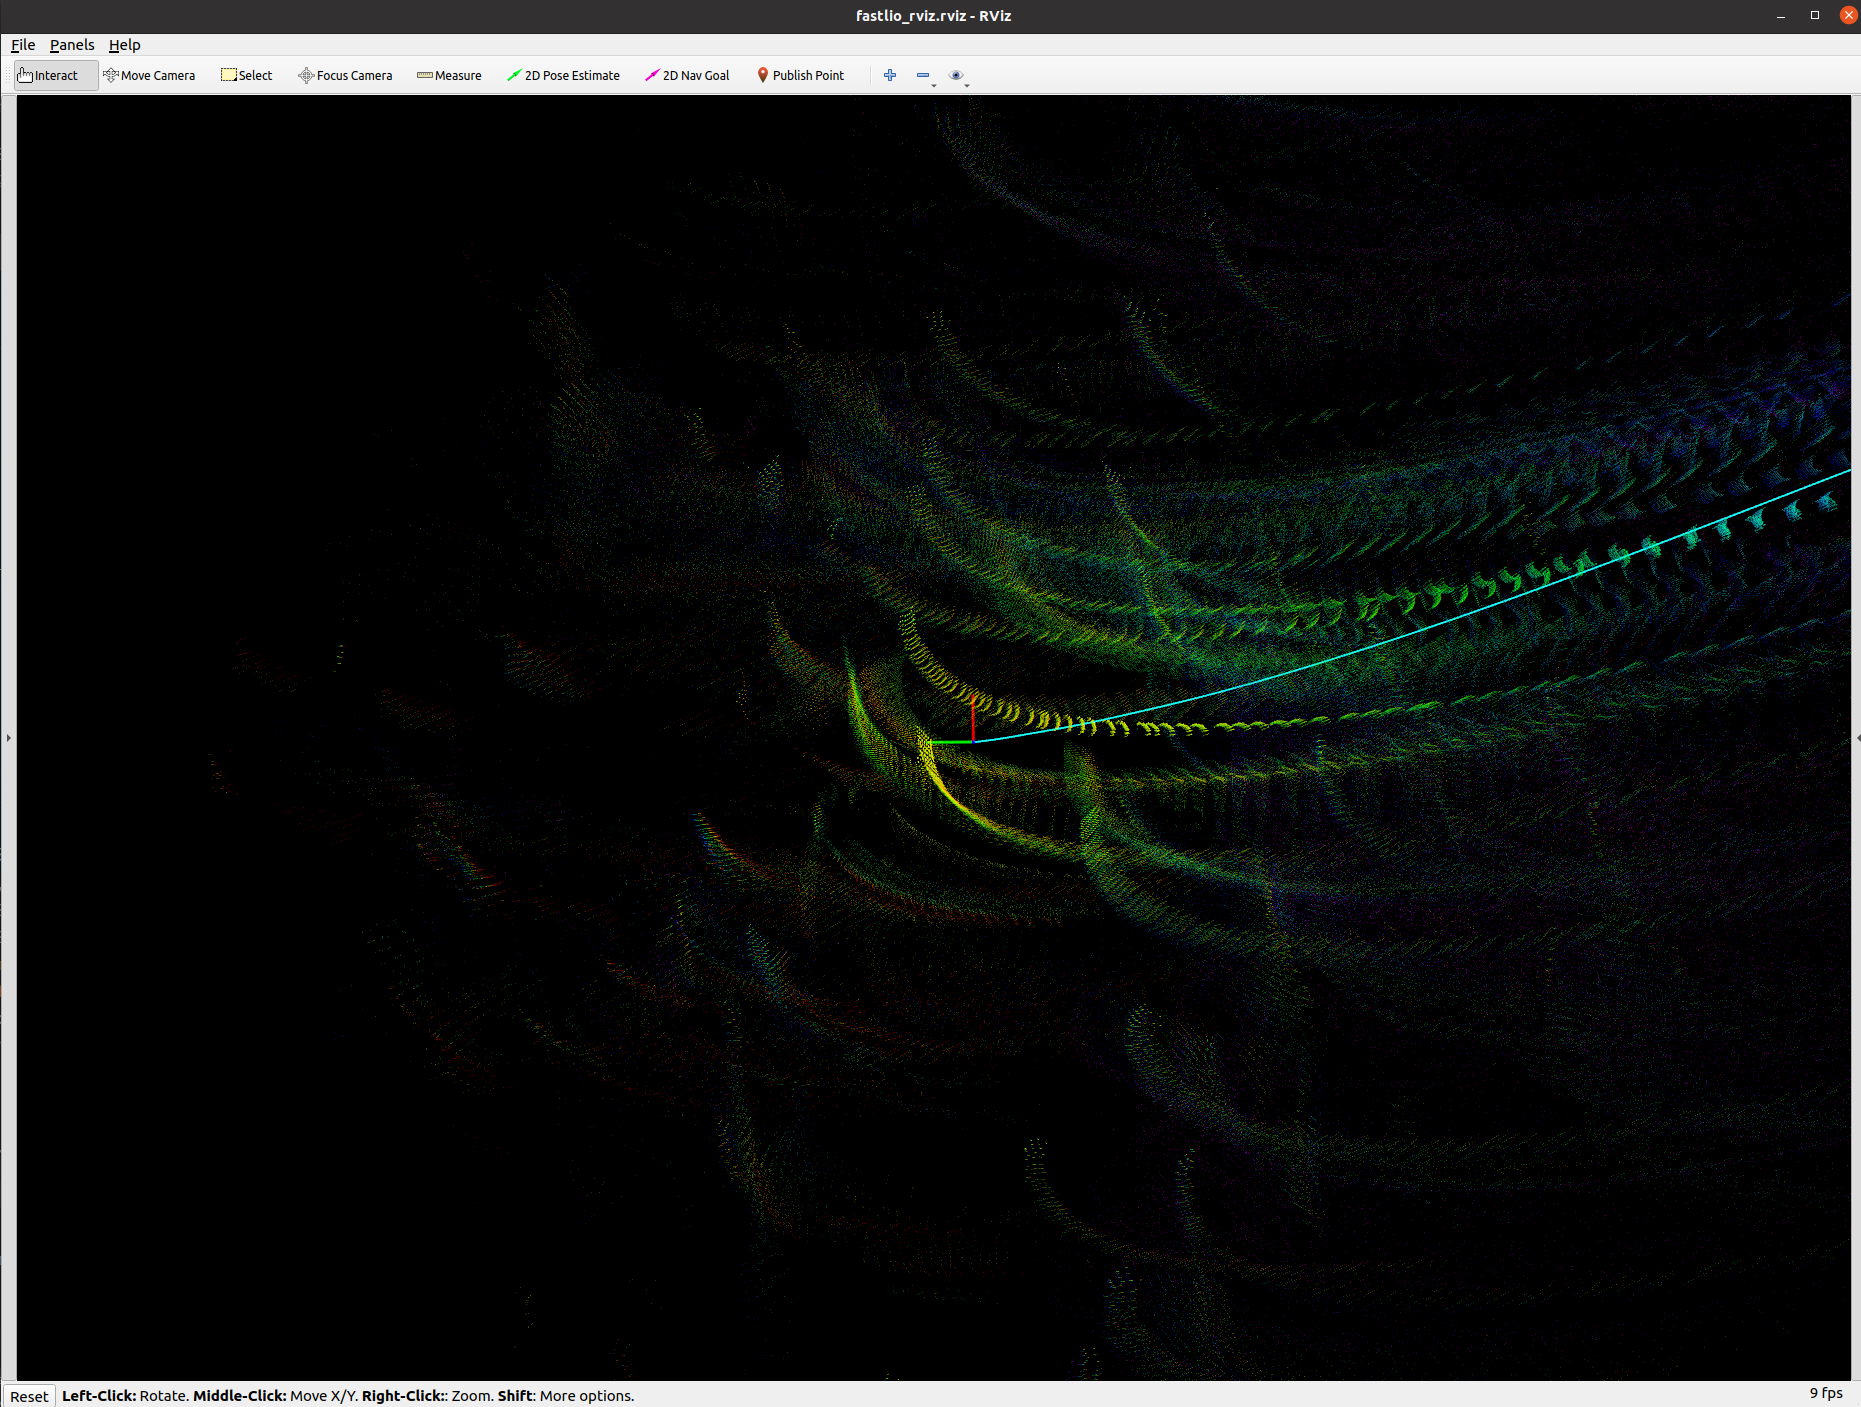 fastlio_rviz.rviz - RViz
File Panels Help
Interact Move Camera Select Focus Camera Measure 2D Pose Estimate 2D Nav Goal Publish Point
Reset Left-Click: Rotate. Middle-Click: Move X/Y. Right-Click:: Zoom. Shift: More options. 9 fps